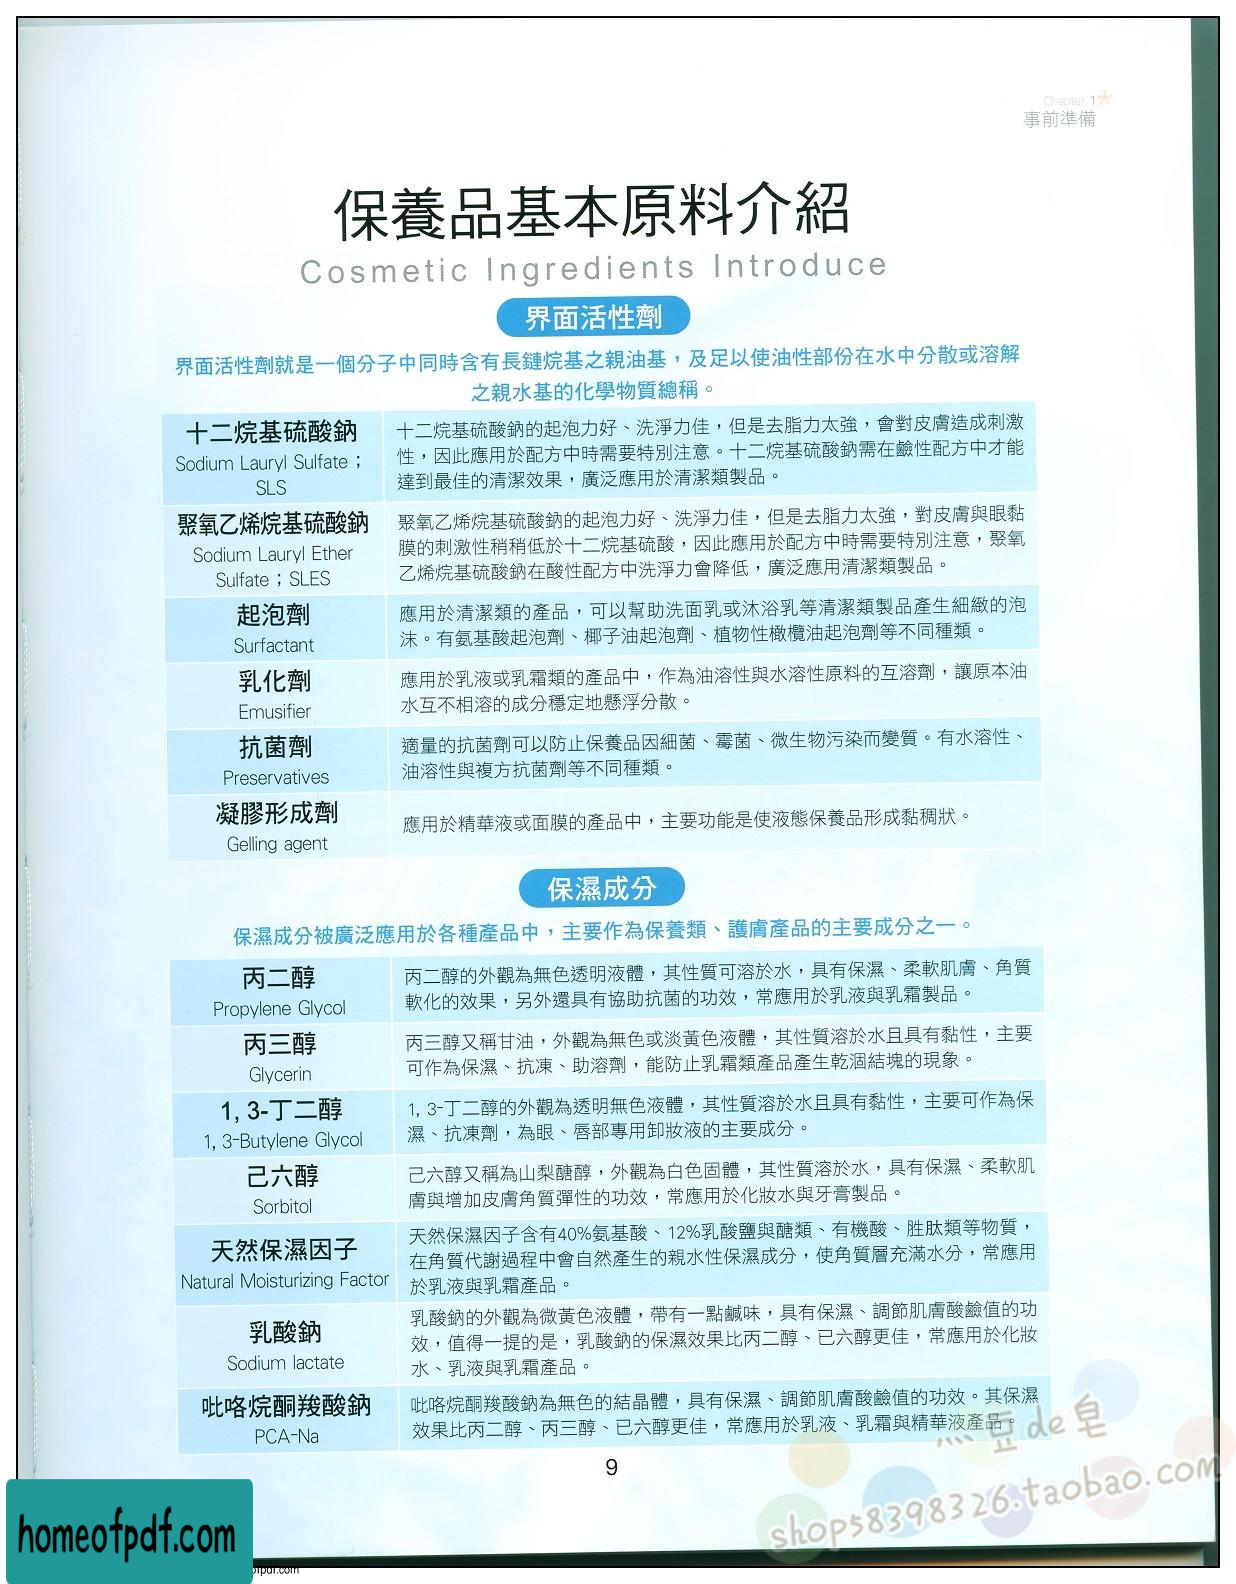 Chapter 1
事前準備
保養品基本原料介紹
Cosmetic Ingredients Introduce
界面活性劑
界面活性劑就是一個分子中同時含有長鏈烷基之親油基，及足以使油性部份在水中分散或溶解
之親水基的化學物質總稱。
十二烷基硫酸鈉
Sodium Lauryl Sulfate；
SLS
十二烷基硫酸鈉的起泡力好、洗淨力佳，但是去脂力太強，會對皮膚造成刺激
性，因此應用於配方中時需要特別注意。十二烷基硫酸鈉需在鹼性配方中才能
達到最佳的清潔效果，廣泛應用於清潔類製品。
聚氧乙烯烷基硫酸鈉
Sodium Lauryl Ether
Sulfate；SLES
聚氧乙烯烷基硫酸鈉的起泡力好、洗淨力佳，但是去脂力太強，對皮膚與眼黏
膜的刺激性稍稍低於十二烷基硫酸，因此應用於配方中時需要特別注意，聚氧
乙烯烷基硫酸鈉在酸性配方中洗淨力會降低，廣泛應用清潔類製品。
起泡劑
Surfactant
應用於清潔類的產品，可以幫助洗面乳或沐浴乳等清潔類製品產生細緻的泡
沫。有氨基酸起泡劑、椰子油起泡劑、植物性橄欖油起泡劑等不同種類。
乳化劑
Emusifier
應用於乳液或乳霜類的產品中，作為油溶性與水溶性原料的互溶劑，讓原本油
水互不相溶的成分穩定地懸浮分散。
抗菌劑
Preservatives
適量的抗菌劑可以防止保養品因細菌、霉菌、微生物污染而變質。有水溶性、
油溶性與複方抗菌劑等不同種類。
凝膠形成劑
Gelling agent
應用於精華液或面膜的產品中，主要功能是使液態保養品形成黏稠狀。
保濕成分
保濕成分被廣泛應用於各種產品中，主要作為保養類、護膚產品的主要成分之一。
丙二醇
Propylene Glycol
丙二醇的外觀為無色透明液體，其性質可溶於水，具有保濕、柔軟肌膚、角質
軟化的效果，另外還具有協助抗菌的功效，常應用於乳液與乳霜製品。
丙三醇
Glycerin
丙三醇又稱甘油，外觀為無色或淡黃色液體，其性質溶於水且具有黏性，主要
可作為保濕、抗凍、助溶劑，能防止乳霜類產品產生乾涸結塊的現象。
1, 3-丁二醇
1, 3-Butylene Glycol
1, 3-丁二醇的外觀為透明無色液體，其性質溶於水且具有黏性，主要可作為保
濕、抗凍劑，為眼、唇部專用卸妝液的主要成分。
己六醇
Sorbitol
己六醇又稱為山梨醣醇，外觀為白色固體，其性質溶於水，具有保濕、柔軟肌
膚與增加皮膚角質彈性的功效，常應用於化妝水與牙膏製品。
天然保濕因子
Natural Moisturizing Factor
天然保濕因子含有40%氨基酸、12%乳酸鹽與醣類、有機酸、胜肽類等物質，
在角質代謝過程中會自然產生的親水性保濕成分，使角質層充滿水分，常應用
於乳液與乳霜產品。
乳酸鈉
Sodium lactate
乳酸鈉的外觀為微黃色液體，帶有一點鹹味，具有保濕、調節肌膚酸鹼值的功
效，值得一提的是，乳酸鈉的保濕效果比丙二醇、已六醇更佳，常應用於化妝
水、乳液與乳霜產品。
吡咯烷酮羧酸鈉
PCA-Na
吡咯烷酮羧酸鈉為無色的結晶體，具有保濕、調節肌膚酸鹼值的功效。其保濕
效果比丙二醇、丙三醇、已六醇更佳，常應用於乳液、乳霜與精華液產品。
9
豆de皂
shop58398326.taobao.com
homeofpdf.com
ofpdf.com